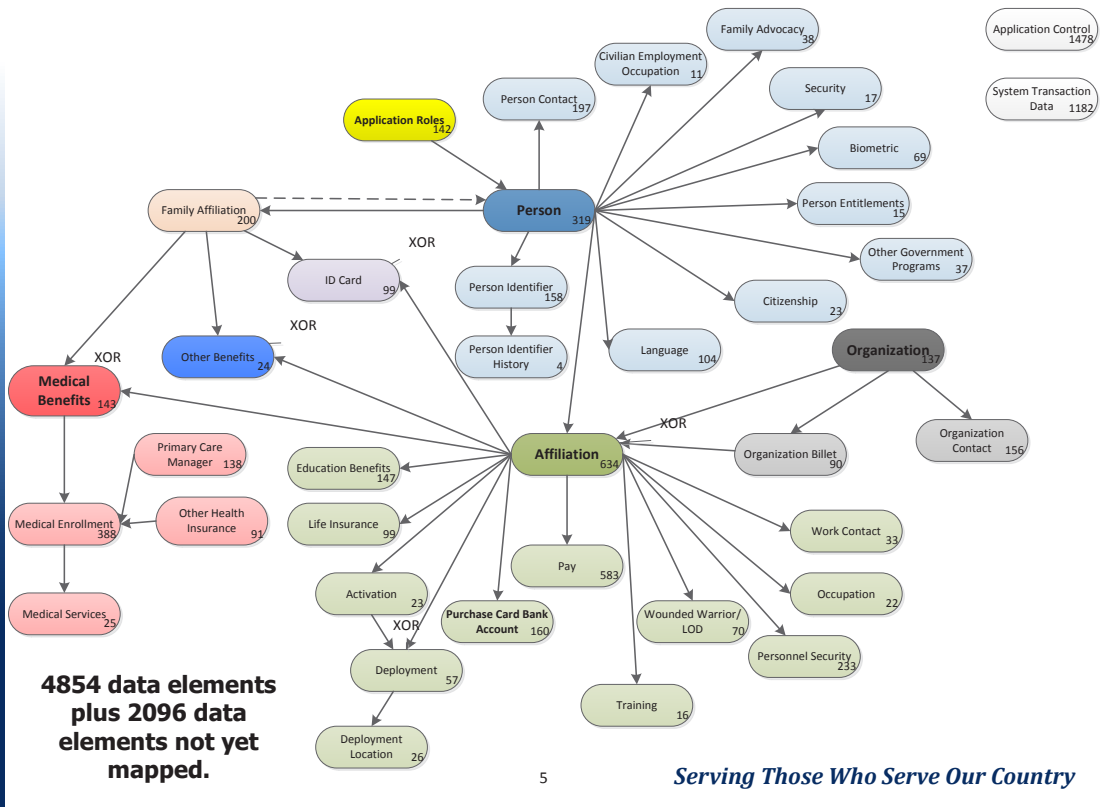 Family Advocacy
38
Application Control
1478
Civilian Employment
Occupation
11
Security
17
System Transaction
Data
1182
Person Contact
197
Application Roles
142
Biometric
69
Family Affiliation
200
Person
319
Person Entitlements
15
XOR
Other Government
Programs
37
ID Card
99
Person Identifier
158
Citizenship
23
XOR
Other Benefits
24
Person Identifier
History
4
Language
104
Organization
137
XOR
Medical
Benefits
143
XOR
Primary Care
Manager
138
Education Benefits
147
Affiliation
634
Organization Billet
90
Organization
Contact
156
Medical Enrollment
388
Other Health
Insurance
91
Life Insurance
99
Work Contact
33
Pay
583
Activation
23
Occupation
22
Medical Services
25
XOR
Purchase Card Bank
Account
160
Wounded Warrior/
LOD
70
Personnel Security
233
Deployment
57
Training
16
Deployment
Location
26
4854 data elements
plus 2096 data
elements not yet
mapped.
5
Serving Those Who Serve Our Country